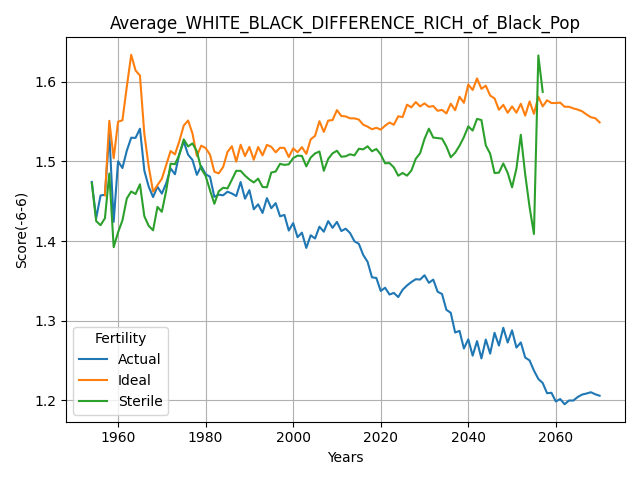 Average_WHITE_BLACK_DIFFERENCE_RICH_of_Black_Pop
Score(-6-6)
1.6
1.5
1.4
1.3
1.2
Fertility
Actual
Ideal
Sterile
1960
1980
2000
2020
2040
2060
Years